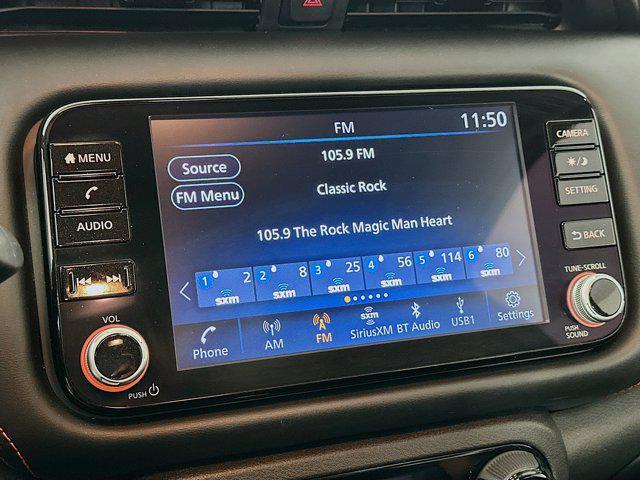 FM
11:50
105.9 FM
Source
Classic Rock
FM Menu
105.9 The Rock Magic Man Heart
1 2 sxm
2 8 sxm
3 25 sxm
4 56 sxm
5 114 sxm
6 80 sxm
Phone
AM
FM
sxm
SiriusXM
BT Audio
USB1
Settings
MENU
AUDIO
VOL
PUSH
CAMERA
SETTING
BACK
TUNE·SCROLL
PUSH
SOUND